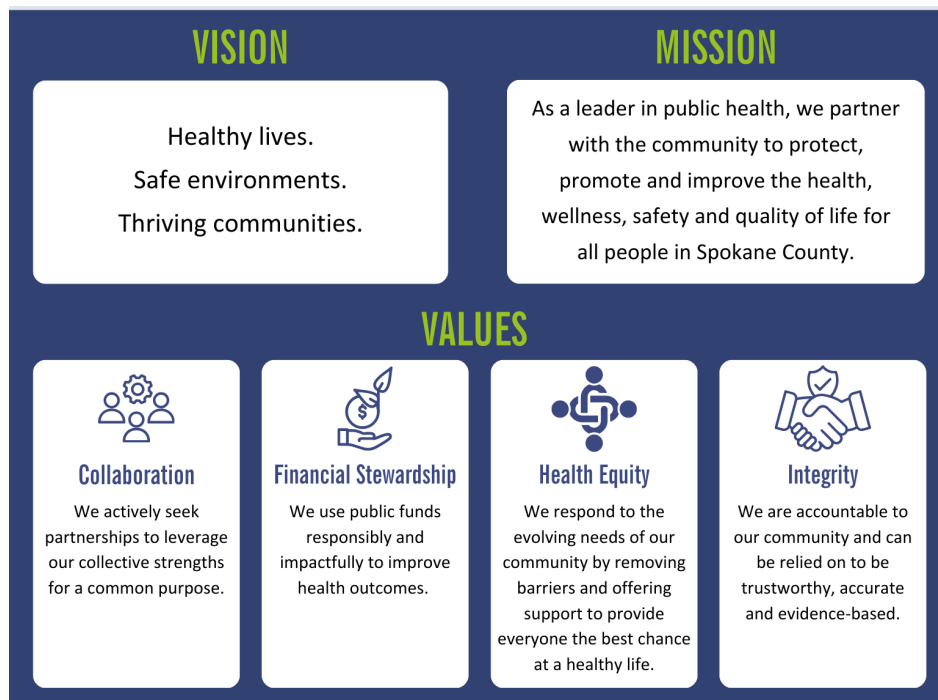 VISION
Healthy lives.
Safe environments.
Thriving communities.
MISSION
As a leader in public health, we partner
with the community to protect,
promote and improve the health,
wellness, safety and quality of life for
all people in Spokane County.
VALUES
Collaboration
We actively seek
partnerships to leverage
our collective strengths
for a common purpose.
$
Financial Stewardship
We use public funds
responsibly and
impactfully to improve
health outcomes.
Health Equity
We respond to the
evolving needs of our
community by removing
barriers and offering
support to provide
everyone the best chance
at a healthy life.
Integrity
We are accountable to
our community and can
be relied on to be
trustworthy, accurate
and evidence-based.